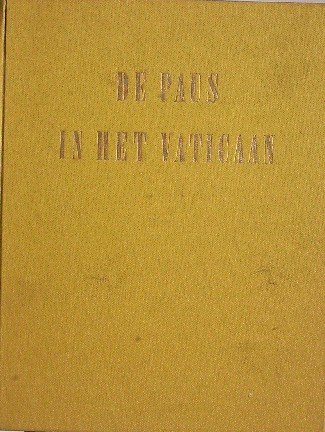 DE PAUS
IN HET VATICAAN